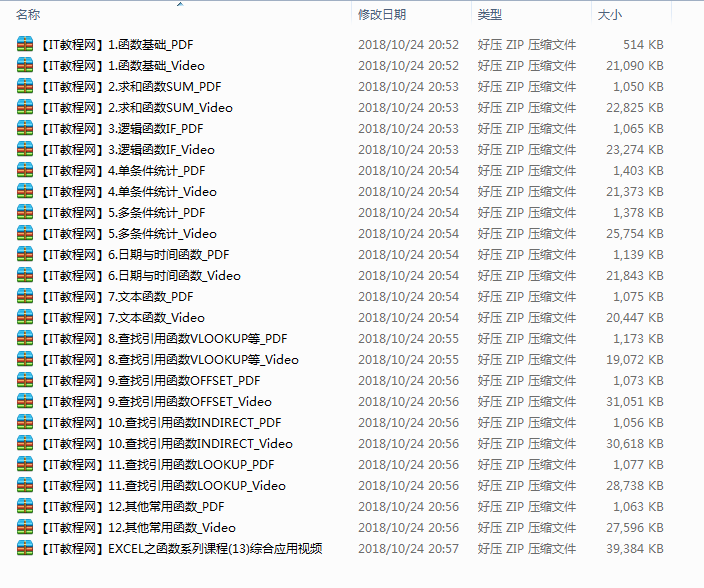 名称 修改日期 类型 大小
【IT教程网】1.函数基础_PDF 2018/10/24 20:52 好压 ZIP 压缩文件 514 KB
【IT教程网】1.函数基础_Video 2018/10/24 20:52 好压 ZIP 压缩文件 21,090 KB
【IT教程网】2.求和函数SUM_PDF 2018/10/24 20:53 好压 ZIP 压缩文件 1,050 KB
【IT教程网】2.求和函数SUM_Video 2018/10/24 20:53 好压 ZIP 压缩文件 22,825 KB
【IT教程网】3.逻辑函数IF_PDF 2018/10/24 20:53 好压 ZIP 压缩文件 1,065 KB
【IT教程网】3.逻辑函数IF_Video 2018/10/24 20:53 好压 ZIP 压缩文件 23,274 KB
【IT教程网】4.单条件统计_PDF 2018/10/24 20:54 好压 ZIP 压缩文件 1,403 KB
【IT教程网】4.单条件统计_Video 2018/10/24 20:54 好压 ZIP 压缩文件 21,373 KB
【IT教程网】5.多条件统计_PDF 2018/10/24 20:54 好压 ZIP 压缩文件 1,378 KB
【IT教程网】5.多条件统计_Video 2018/10/24 20:54 好压 ZIP 压缩文件 25,754 KB
【IT教程网】6.日期与时间函数_PDF 2018/10/24 20:54 好压 ZIP 压缩文件 1,139 KB
【IT教程网】6.日期与时间函数_Video 2018/10/24 20:54 好压 ZIP 压缩文件 21,843 KB
【IT教程网】7.文本函数_PDF 2018/10/24 20:54 好压 ZIP 压缩文件 1,075 KB
【IT教程网】7.文本函数_Video 2018/10/24 20:54 好压 ZIP 压缩文件 20,447 KB
【IT教程网】8.查找引用函数VLOOKUP等_PDF 2018/10/24 20:55 好压 ZIP 压缩文件 1,173 KB
【IT教程网】8.查找引用函数VLOOKUP等_Video 2018/10/24 20:55 好压 ZIP 压缩文件 19,072 KB
【IT教程网】9.查找引用函数OFFSET_PDF 2018/10/24 20:56 好压 ZIP 压缩文件 1,073 KB
【IT教程网】9.查找引用函数OFFSET_Video 2018/10/24 20:56 好压 ZIP 压缩文件 31,051 KB
【IT教程网】10.查找引用函数INDIRECT_PDF 2018/10/24 20:56 好压 ZIP 压缩文件 1,056 KB
【IT教程网】10.查找引用函数INDIRECT_Video 2018/10/24 20:56 好压 ZIP 压缩文件 30,618 KB
【IT教程网】11.查找引用函数LOOKUP_PDF 2018/10/24 20:56 好压 ZIP 压缩文件 1,077 KB
【IT教程网】11.查找引用函数LOOKUP_Video 2018/10/24 20:56 好压 ZIP 压缩文件 28,738 KB
【IT教程网】12.其他常用函数_PDF 2018/10/24 20:56 好压 ZIP 压缩文件 1,063 KB
【IT教程网】12.其他常用函数_Video 2018/10/24 20:56 好压 ZIP 压缩文件 27,596 KB
【IT教程网】EXCEL之函数系列课程(13)综合应用视频 2018/10/24 20:57 好压 ZIP 压缩文件 39,384 KB